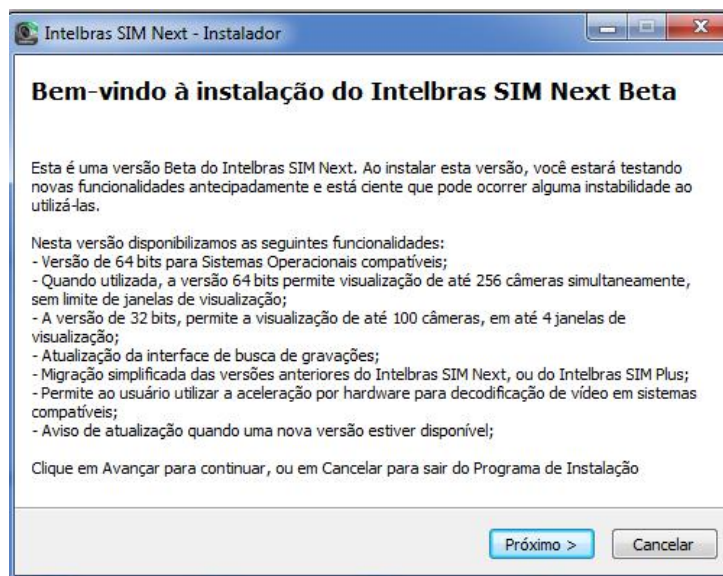 Intelbras SIM Next - Instalador
Bem-vindo à instalação do Intelbras SIM Next Beta
Esta é uma versão Beta do Intelbras SIM Next. Ao instalar esta versão, você estará testando
novas funcionalidades antecipadamente e está ciente que pode ocorrer alguma instabilidade ao
utilizá-las.
Nesta versão disponibilizamos as seguintes funcionalidades:
- Versão de 64 bits para Sistemas Operacionais compatíveis;
- Quando utilizada, a versão 64 bits permite visualização de até 256 câmeras simultaneamente,
sem limite de janelas de visualização;
- A versão de 32 bits, permite a visualização de até 100 câmeras, em até 4 janelas de
visualização;
- Atualização da interface de busca de gravações;
- Migração simplificada das versões anteriores do Intelbras SIM Next, ou do Intelbras SIM Plus;
- Permite ao usuário utilizar a aceleração por hardware para decodificação de vídeo em sistemas
compatíveis;
- Aviso de atualização quando uma nova versão estiver disponível;
Clique em Avançar para continuar, ou em Cancelar para sair do Programa de Instalação
Próximo > Cancelar